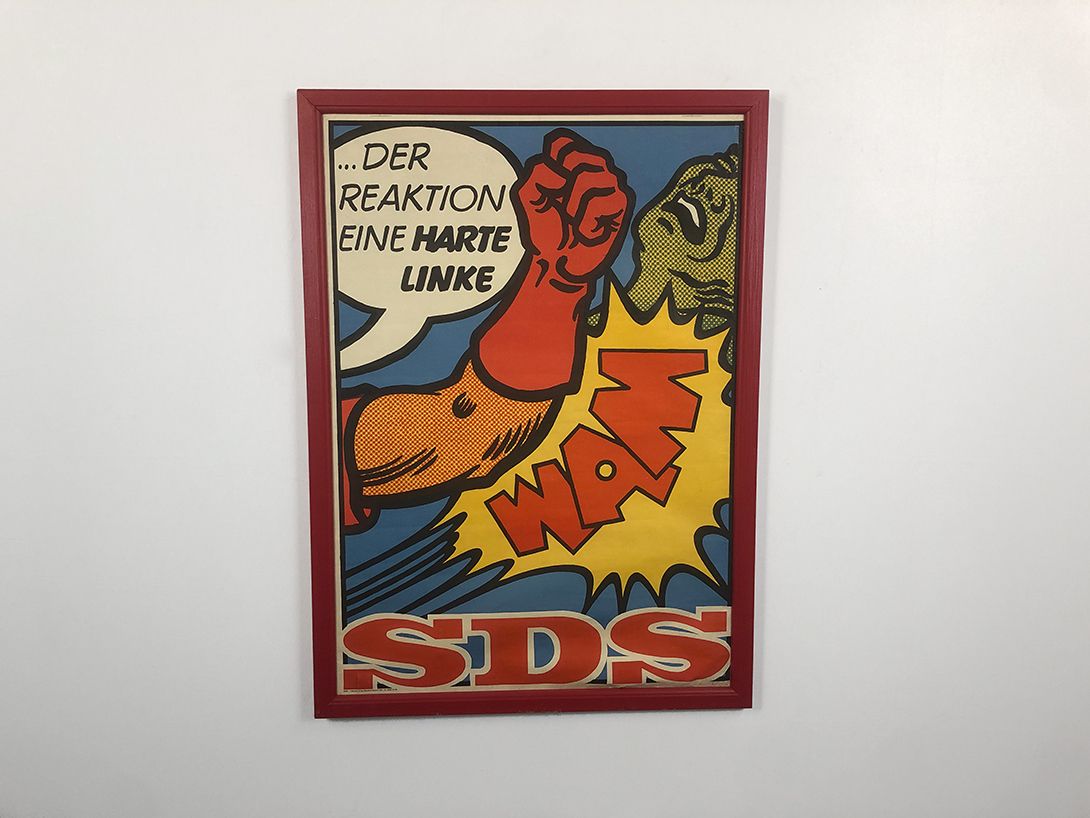 ...DER
REAKTION
EINE HARTE
LINKE
WAM
SDS